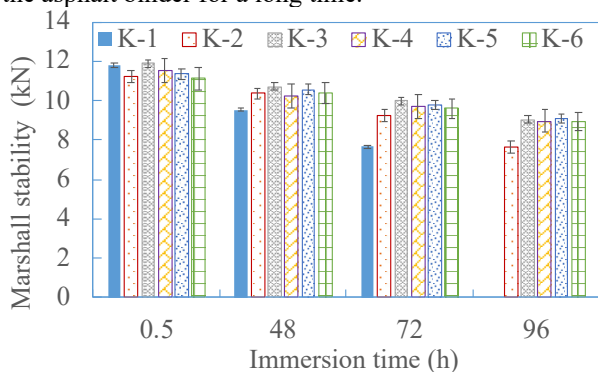 the asphalt binder for a long time.
14
12
10
8
6
4
2
0
K-1 K-2 K-3 K-4 K-5 K-6
Marshall stability (kN)
0.5 48 72 96
Immersion time (h)